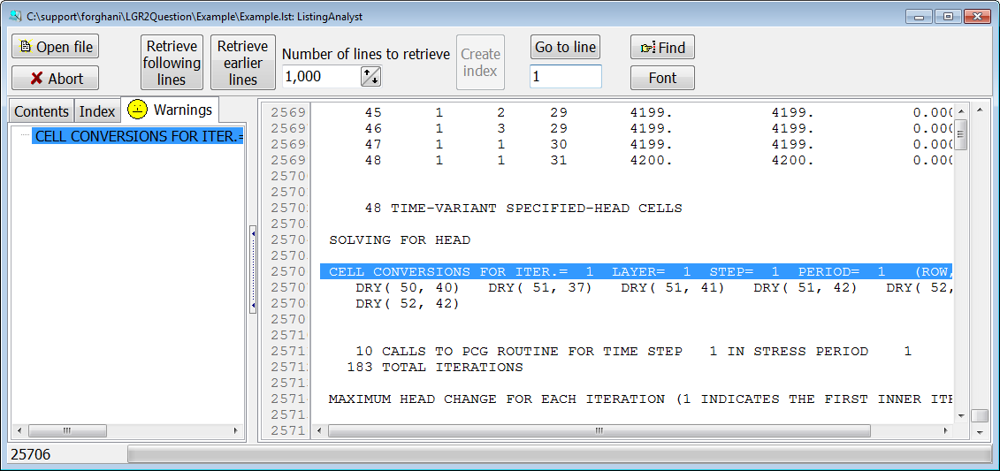 C:\support\forghani\LGR2Question\Example\Example.lst: ListingAnalyst
Open file
Abort
Retrieve following lines
Retrieve earlier lines
Number of lines to retrieve
1,000
Create index
Go to line
1
Find
Font
Contents Index Warnings
CELL CONVERSIONS FOR ITER.=
2569 45 1 2 29 4199. 4199. 0.000
2569 46 1 3 29 4199. 4199. 0.000
2569 47 1 1 30 4199. 4199. 0.000
2569 48 1 1 31 4200. 4200. 0.000
2570
2570
2570 48 TIME-VARIANT SPECIFIED-HEAD CELLS
2570
2570 SOLVING FOR HEAD
2570
2570 CELL CONVERSIONS FOR ITER.= 1 LAYER= 1 STEP= 1 PERIOD= 1 (ROW,
2570 DRY( 50, 40) DRY( 51, 37) DRY( 51, 41) DRY( 51, 42) DRY( 52,
2570 DRY( 52, 42)
2570
2571
2571 10 CALLS TO PCG ROUTINE FOR TIME STEP 1 IN STRESS PERIOD 1
2571 183 TOTAL ITERATIONS
2571
2571 MAXIMUM HEAD CHANGE FOR EACH ITERATION (1 INDICATES THE FIRST INNER ITE
2571
2571
25706